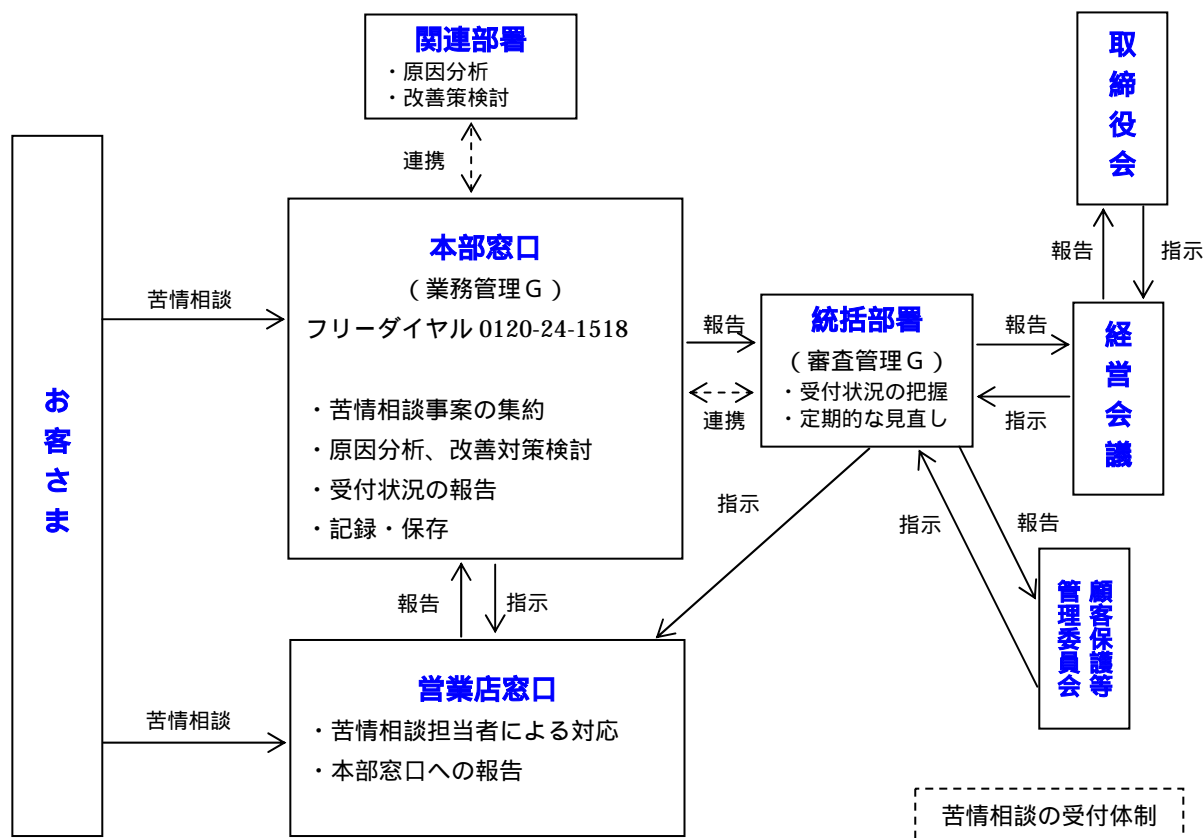 関連部署
・原因分析
・改善策検討
連携
お客さま
苦情相談
本部窓口
（業務管理Ｇ）
フリーダイヤル 0120-24-1518
・苦情相談事案の集約
・原因分析、改善対策検討
・受付状況の報告
・記録・保存
報告
連携
統括部署
（審査管理Ｇ）
・受付状況の把握
・定期的な見直し
報告
指示
経営会議
報告
指示
取締役会
指示
指示
報告
顧客保護等
管理委員会
報告
指示
苦情相談
営業店窓口
・苦情相談担当者による対応
・本部窓口への報告
苦情相談の受付体制